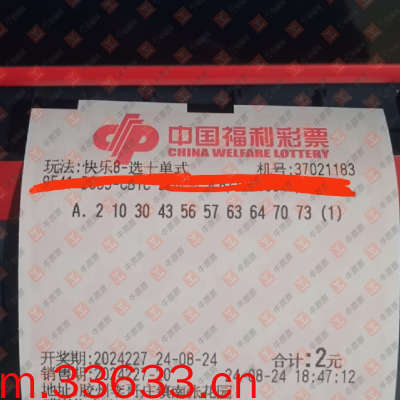 中国福利彩票
CHINA WELFARE LOTTERY
玩法:快乐8-选十单式 机号:37021183
A. 2 10 30 43 56 57 63 64 70 73 (1)
开奖期:2024227 24-08-24 合计:2元
24-08-24 18:47:12
m.33633.com